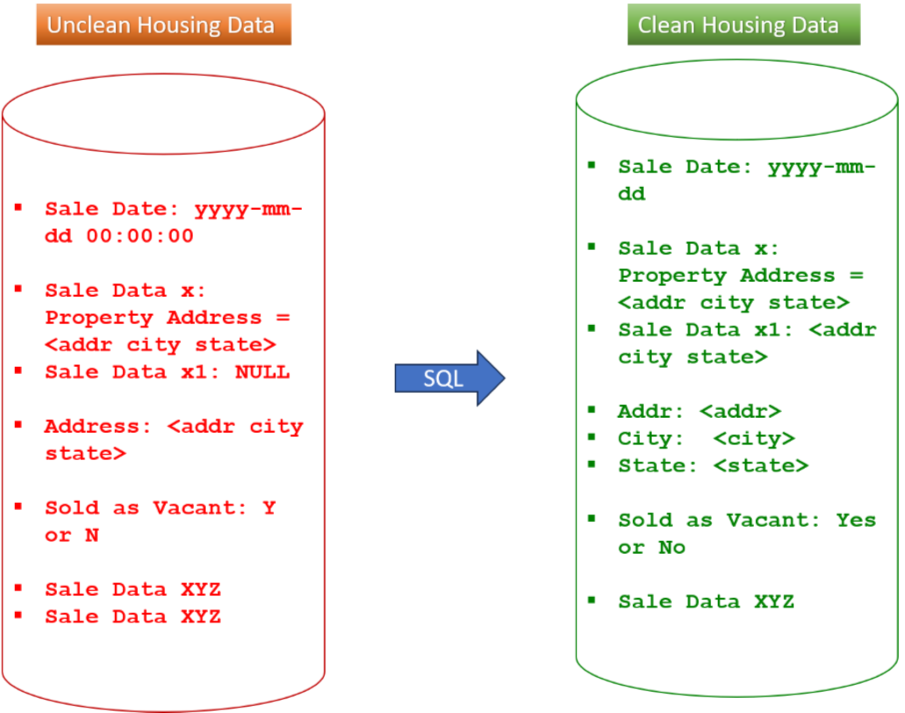 Unclean Housing Data
▪ Sale Date: yyyy-mm-
dd 00:00:00
▪ Sale Data x:
Property Address =
<addr city state>
▪ Sale Data x1: NULL
▪ Address: <addr city
state>
▪ Sold as Vacant: Y
or N
▪ Sale Data XYZ
▪ Sale Data XYZ
SQL
Clean Housing Data
▪ Sale Date: yyyy-mm-
dd
▪ Sale Data x:
Property Address =
<addr city state>
▪ Sale Data x1: <addr
city state>
▪ Addr: <addr>
▪ City: <city>
▪ State: <state>
▪ Sold as Vacant: Yes
or No
▪ Sale Data XYZ